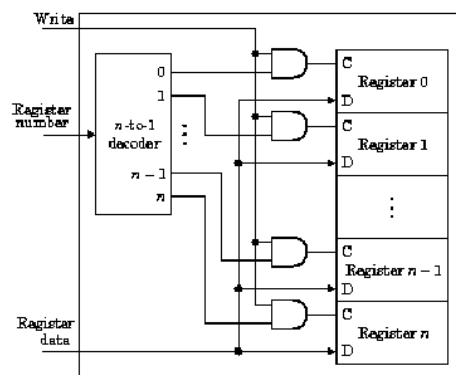 Write
Register
number
n-to-1
decoder
0
1
⋮
n – 1
n
C
Register 0
D
C
Register 1
D
⋮
C
Register n – 1
D
C
Register n
D
Register
data